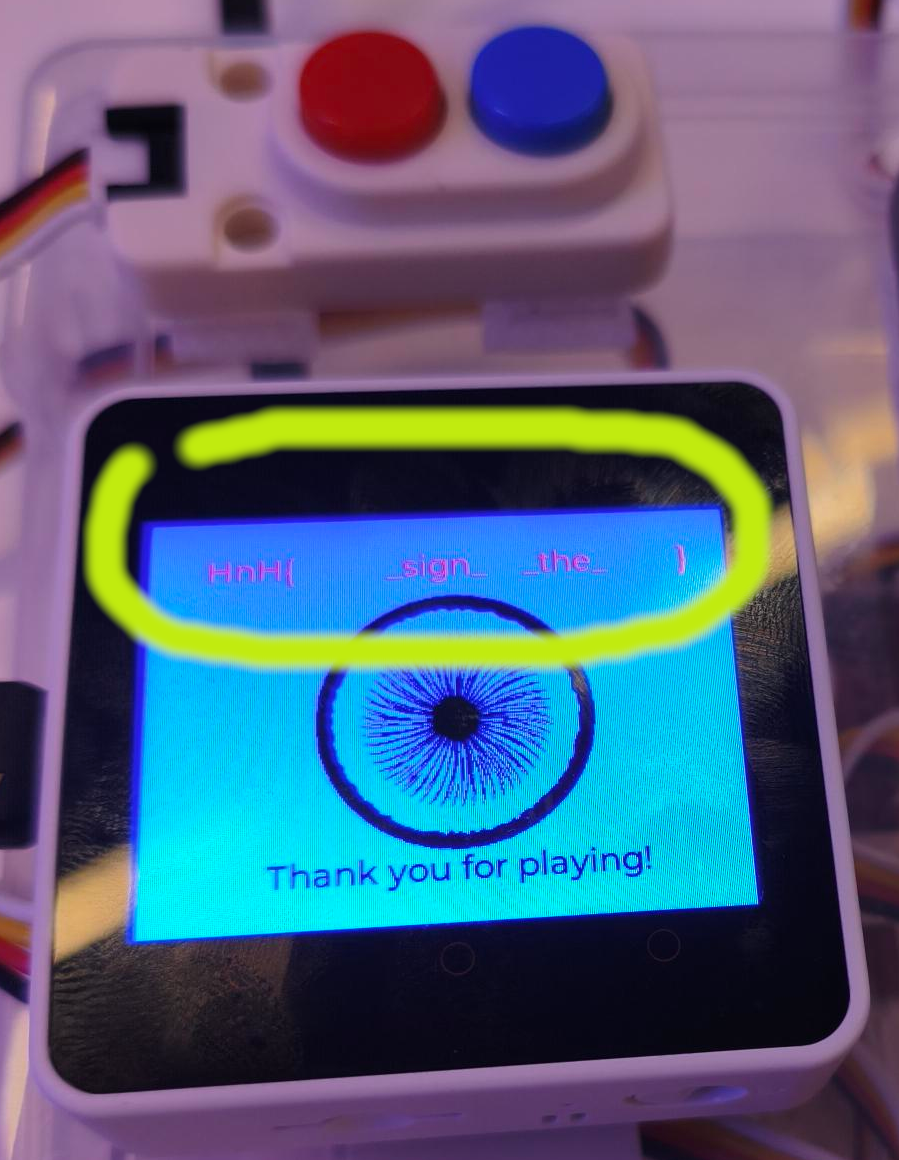 HnH{ _sign_ _the_ }
Thank you for playing!